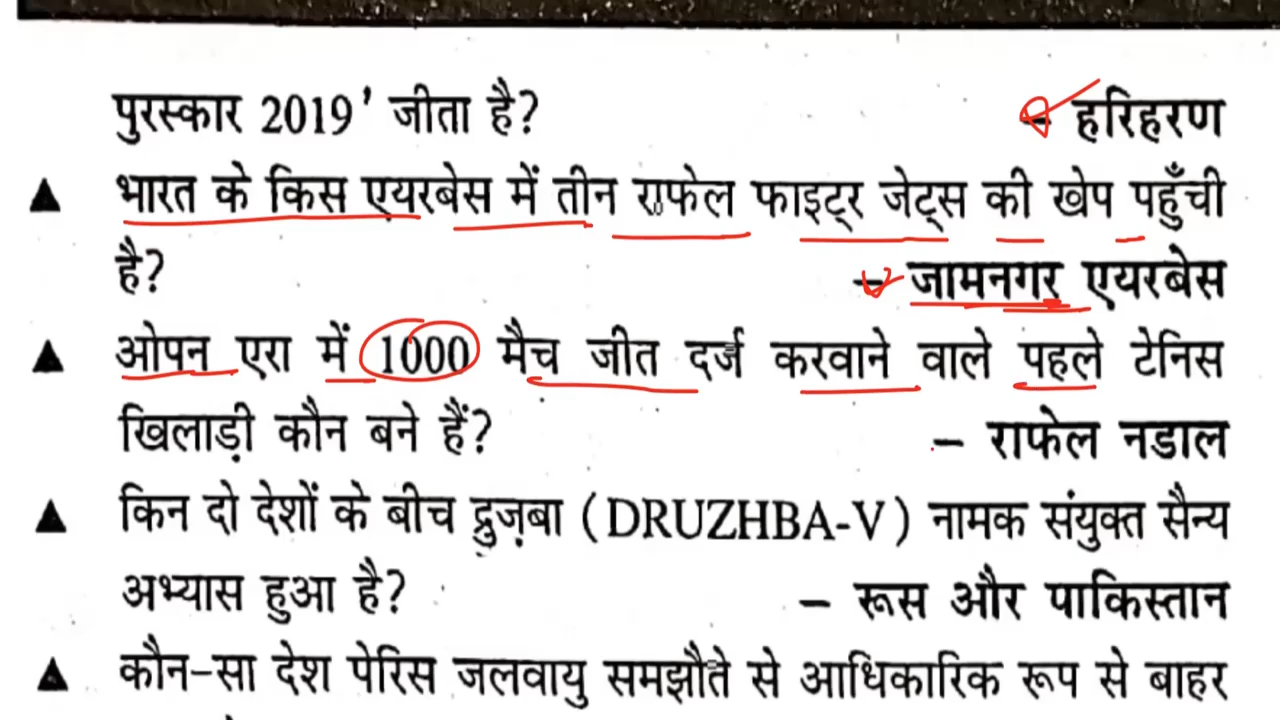 पुरस्कार 2019' जीता है? – हरिहरण
▲ भारत के किस एयरबेस में तीन राफेल फाइटर जेट्स की खेप पहुँची
है? – जामनगर एयरबेस
▲ ओपन एरा में 1000 मैच जीत दर्ज करवाने वाले पहले टेनिस
खिलाड़ी कौन बने हैं? – राफेल नडाल
▲ किन दो देशों के बीच द्रुज़बा (DRUZHBA-V) नामक संयुक्त सैन्य
अभ्यास हुआ है? – रूस और पाकिस्तान
▲ कौन-सा देश पेरिस जलवायु समझौते से आधिकारिक रूप से बाहर